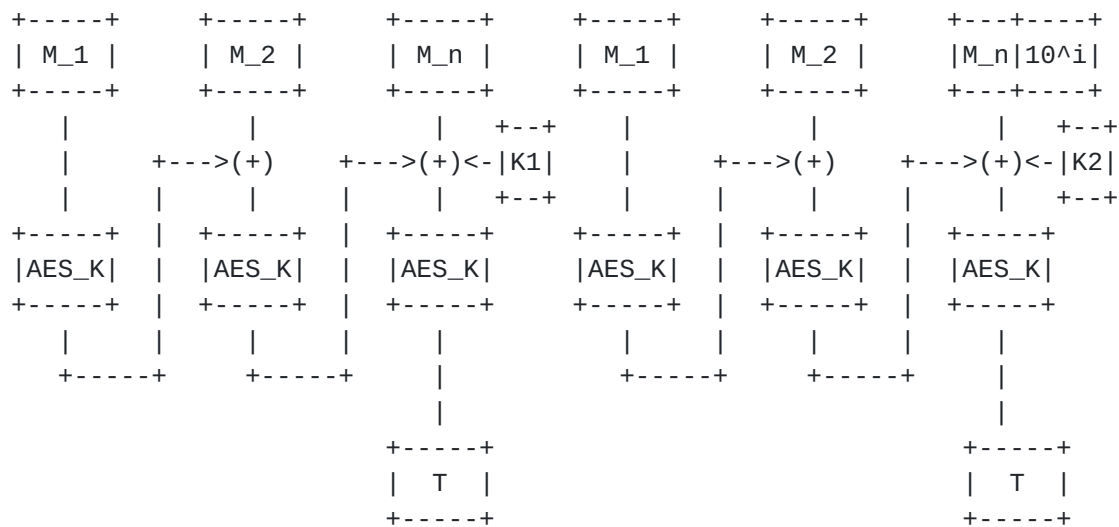 M_1 M_2 M_n M_1 M_2 M_n|10^i
(+) (+)<-|K1| (+) (+)<-|K2|
AES_K AES_K AES_K AES_K AES_K AES_K
T T